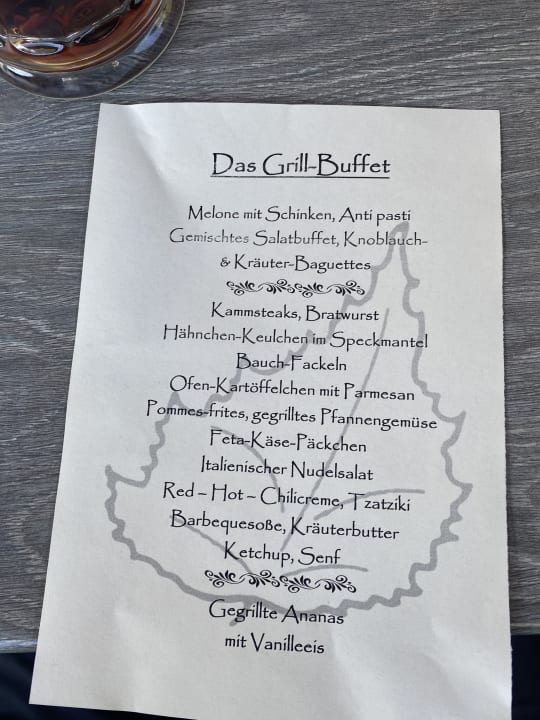 Das Grill-Buffet
Melone mit Schinken, Anti pasti
Gemischtes Salatbuffet, Knoblauch-
& Kräuter-Baguettes
Kammsteaks, Bratwurst
Hähnchen-Keulchen im Speckmantel
Bauch-Fackeln
Ofen-Kartöffelchen mit Parmesan
Pommes-frites, gegrilltes Pfannengemüse
Feta-Käse-Päckchen
Italienischer Nudelsalat
Red – Hot – Chilicreme, Tzatziki
Barbequesoße, Kräuterbutter
Ketchup, Senf
Gegrillte Ananas
mit Vanilleeis